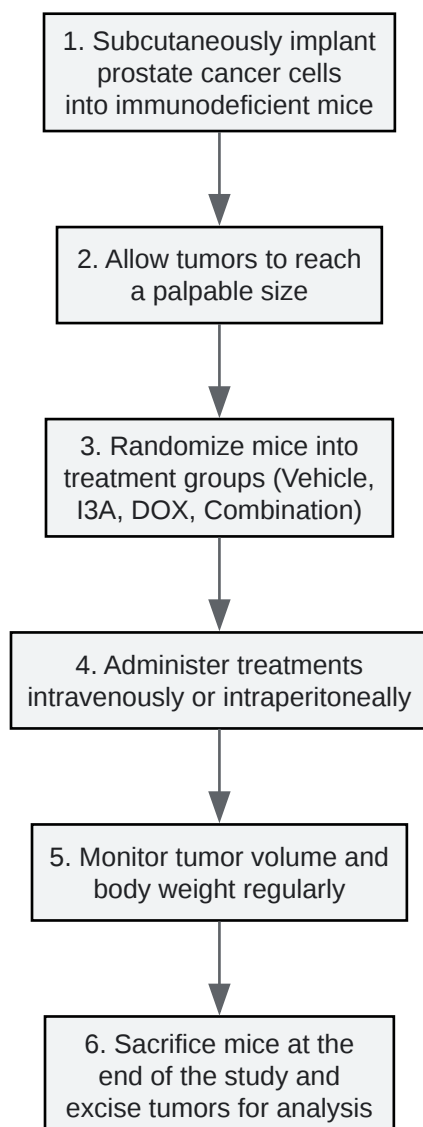 1. Subcutaneously implant
prostate cancer cells
into immunodeficient mice
2. Allow tumors to reach
a palpable size
3. Randomize mice into
treatment groups (Vehicle,
I3A, DOX, Combination)
4. Administer treatments
intravenously or intraperitoneally
5. Monitor tumor volume and
body weight regularly
6. Sacrifice mice at the
end of the study and
excise tumors for analysis